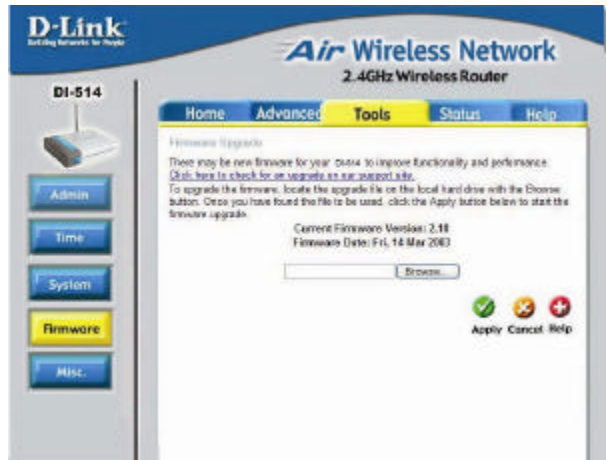 D-Link
Building Networks for People
Air Wireless Network
2.4GHz Wireless Router
DI-514
Home Advanced Tools Status Help
Firmware Upgrade
There may be new firmware for your DI-514 to improve functionality and performance.
Click here to check for an upgrade on our support site.
To upgrade the firmware, locate the upgrade file on the local hard drive with the Browse
button. Once you have found the file to be used, click the Apply button below to start the
firmware upgrade.
Current Firmware Version: 2.10
Firmware Date: Fri, 14 Mar 2003
Browse...
Admin
Time
System
Firmware
Misc.
Apply Cancel Help